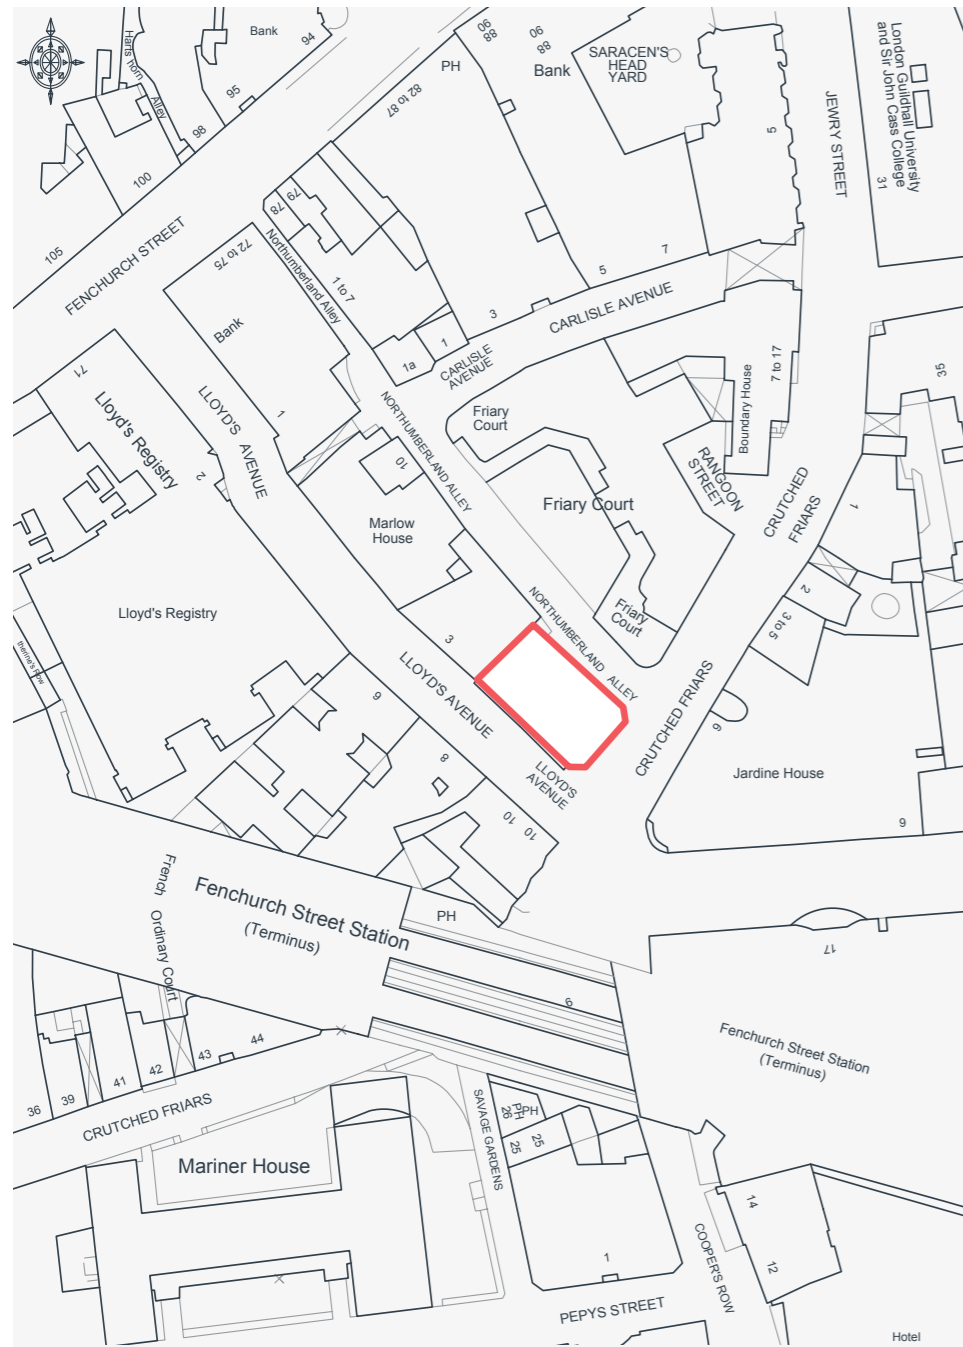 Bank
94
95
98
100
105
Harts horn
Alley
FENCHURCH STREET
PH
82 to 87
90
88
90
88
Bank
SARACEN'S
HEAD
YARD
5
JEWRY STREET
London Guildhall University
and Sir John Cass College
31
79
78
72 to 75
Northumberland Alley
1 to 7
Bank
1
1a
1
3
5
7
CARLISLE AVENUE
CARLISLE
AVENUE
71
Lloyd's Registry
2
LLOYD'S AVENUE
NORTHUMBERLAND ALLEY
10
Marlow
House
Friary
Court
Friary Court
Friary
Court
RANGOON
STREET
Boundary House
7 to 17
35
CRUTCHED
FRIARS
1
2
3 to 5
Lloyd's Registry
therine's Row
3
NORTHUMBERLAND ALLEY
LLOYD'S AVENUE
9
8
CRUTCHED FRIARS
6
Jardine House
6
LLOYD'S
AVENUE
10
10
French Ordinary Court
Fenchurch Street Station
(Terminus)
PH
17
6
Fenchurch Street Station
(Terminus)
36
39
41
42
43
44
CRUTCHED FRIARS
Mariner House
SAVAGE GARDENS
PH
26
PH
25
25
1
PEPYS STREET
COOPER'S ROW
14
12
Hotel